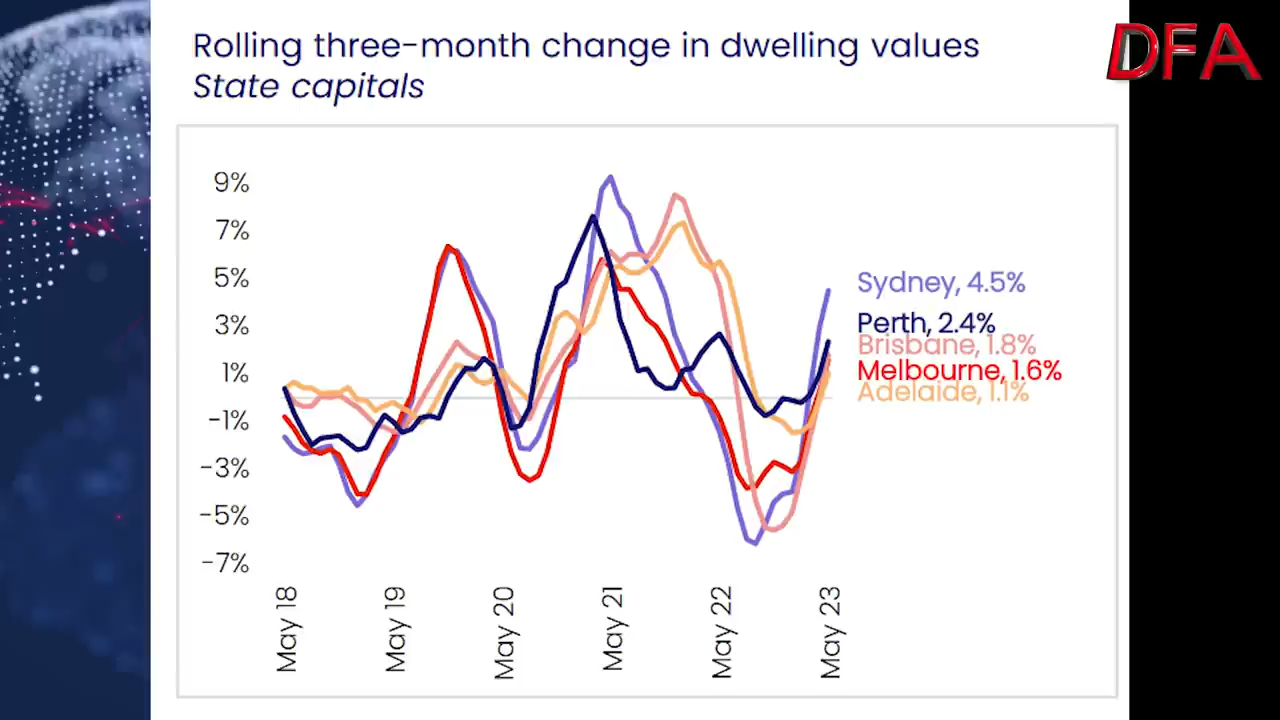 Rolling three-month change in dwelling values
State capitals
DFA
9%
7%
5%
3%
1%
-1%
-3%
-5%
-7%
Sydney, 4.5%
Perth, 2.4%
Brisbane, 1.8%
Melbourne, 1.6%
Adelaide, 1.1%
May 18
May 19
May 20
May 21
May 22
May 23